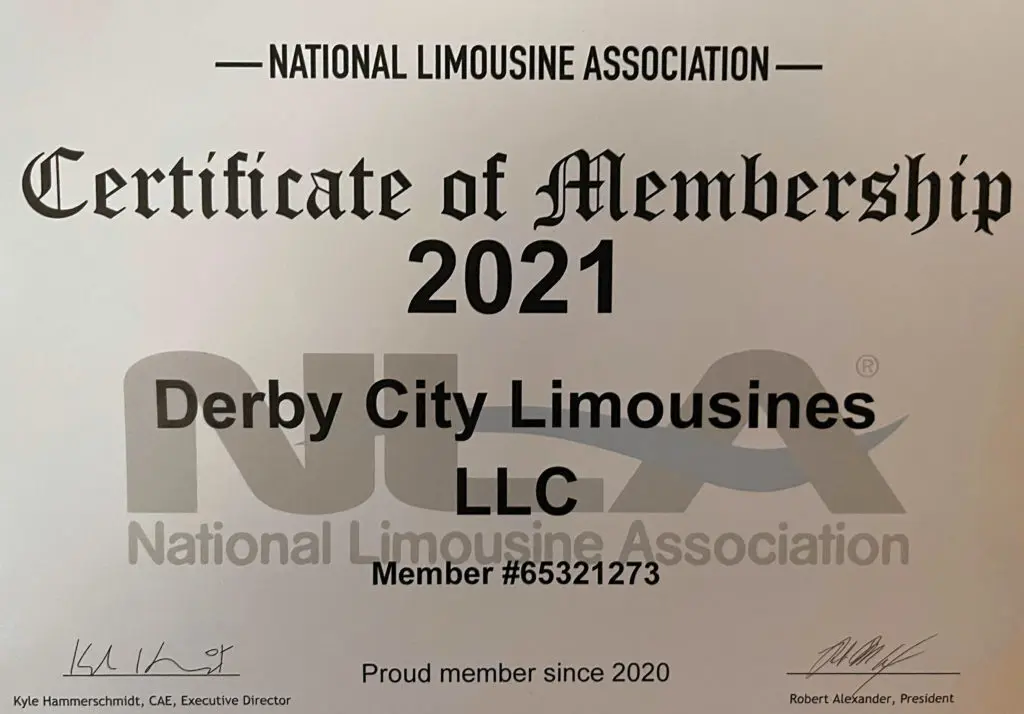 NATIONAL LIMOUSINE ASSOCIATION
Certificate of Membership
2021
NLA®
Derby City Limousines
LLC
National Limousine Association
Member #65321273
Proud member since 2020
Kyle Hammerschmidt, CAE, Executive Director
Robert Alexander, President